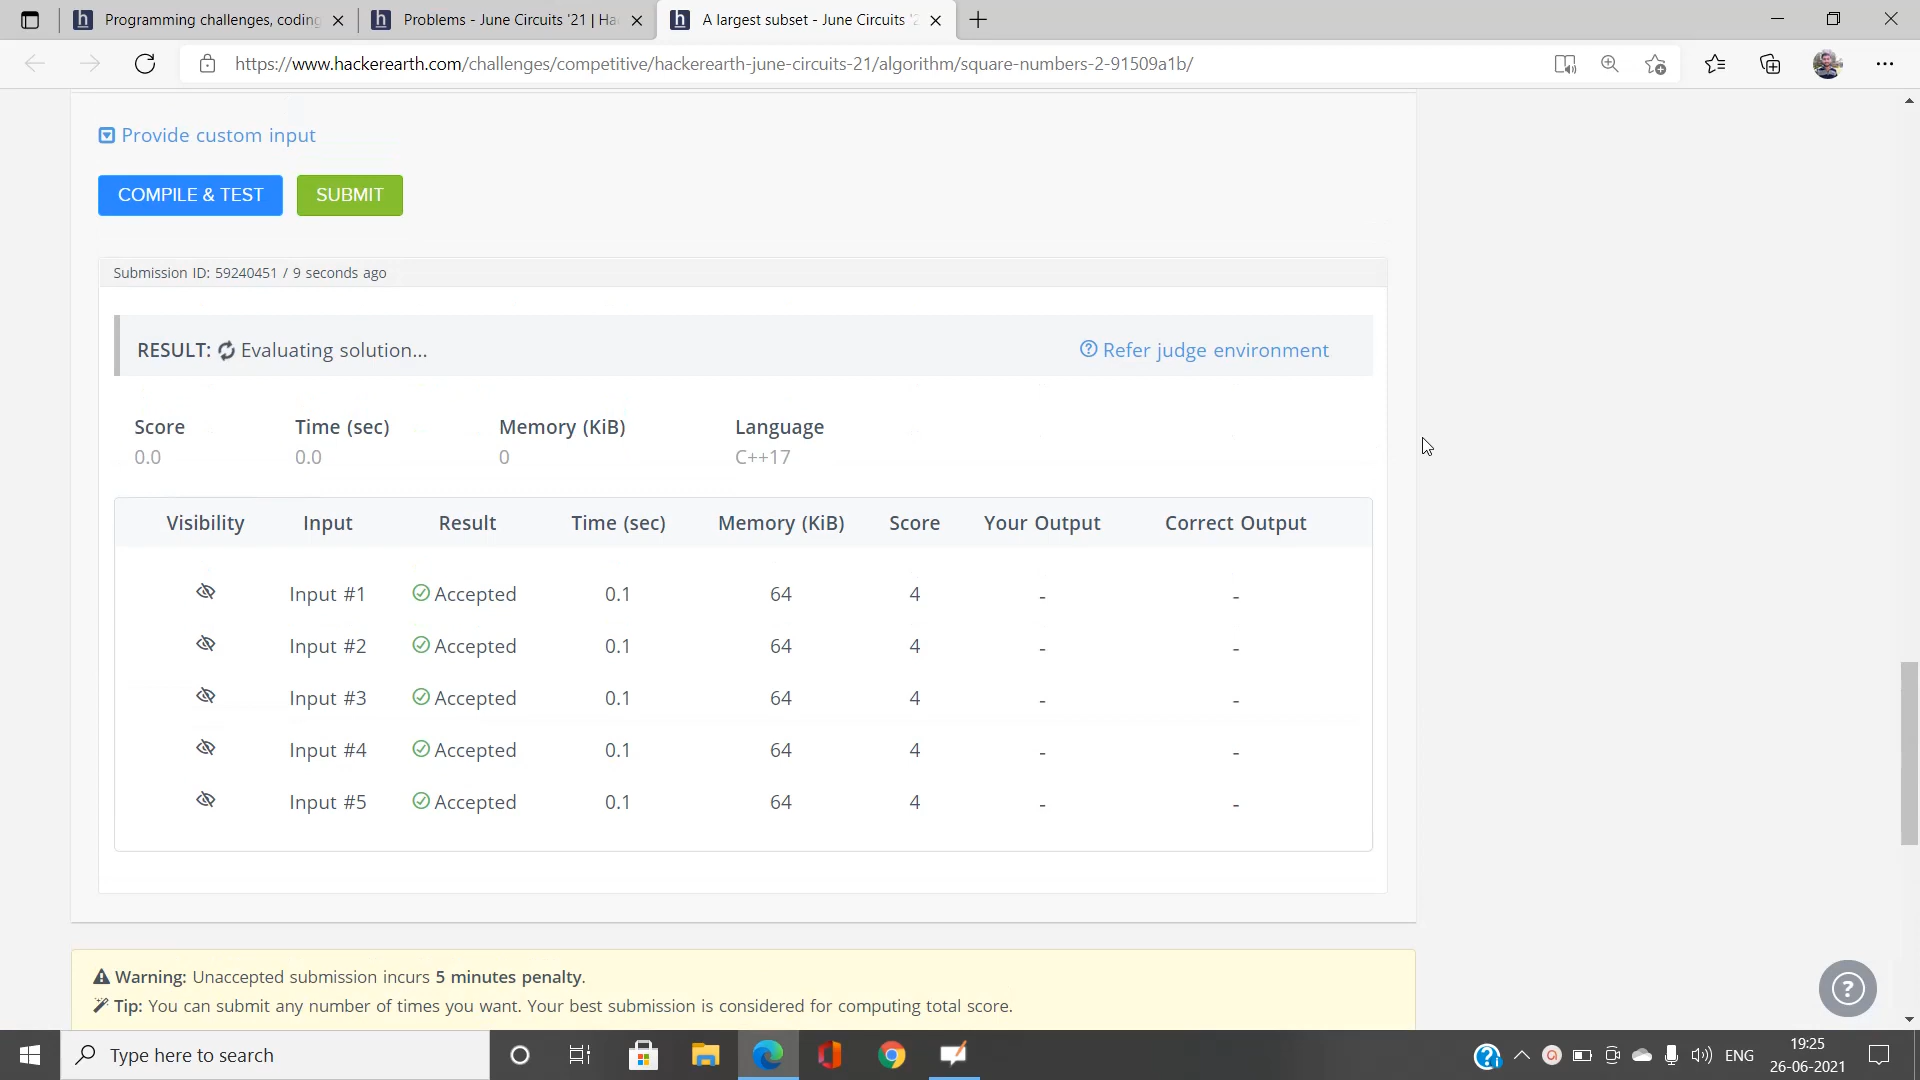 Programming challenges, coding
Problems - June Circuits '21 | Ha
A largest subset - June Circuits '2
https://www.hackerearth.com/challenges/competitive/hackerearth-june-circuits-21/algorithm/square-numbers-2-91509a1b/
Provide custom input
COMPILE & TEST
SUBMIT
Submission ID: 59240451 / 9 seconds ago
RESULT: Evaluating solution...
Refer judge environment
Score Time (sec) Memory (KiB) Language
0.0 0.0 0 C++17
Visibility Input Result Time (sec) Memory (KiB) Score Your Output Correct Output
Input #1 Accepted 0.1 64 4 - -
Input #2 Accepted 0.1 64 4 - -
Input #3 Accepted 0.1 64 4 - -
Input #4 Accepted 0.1 64 4 - -
Input #5 Accepted 0.1 64 4 - -
Warning: Unaccepted submission incurs 5 minutes penalty.
Tip: You can submit any number of times you want. Your best submission is considered for computing total score.
Type here to search
ENG
19:25
26-06-2021